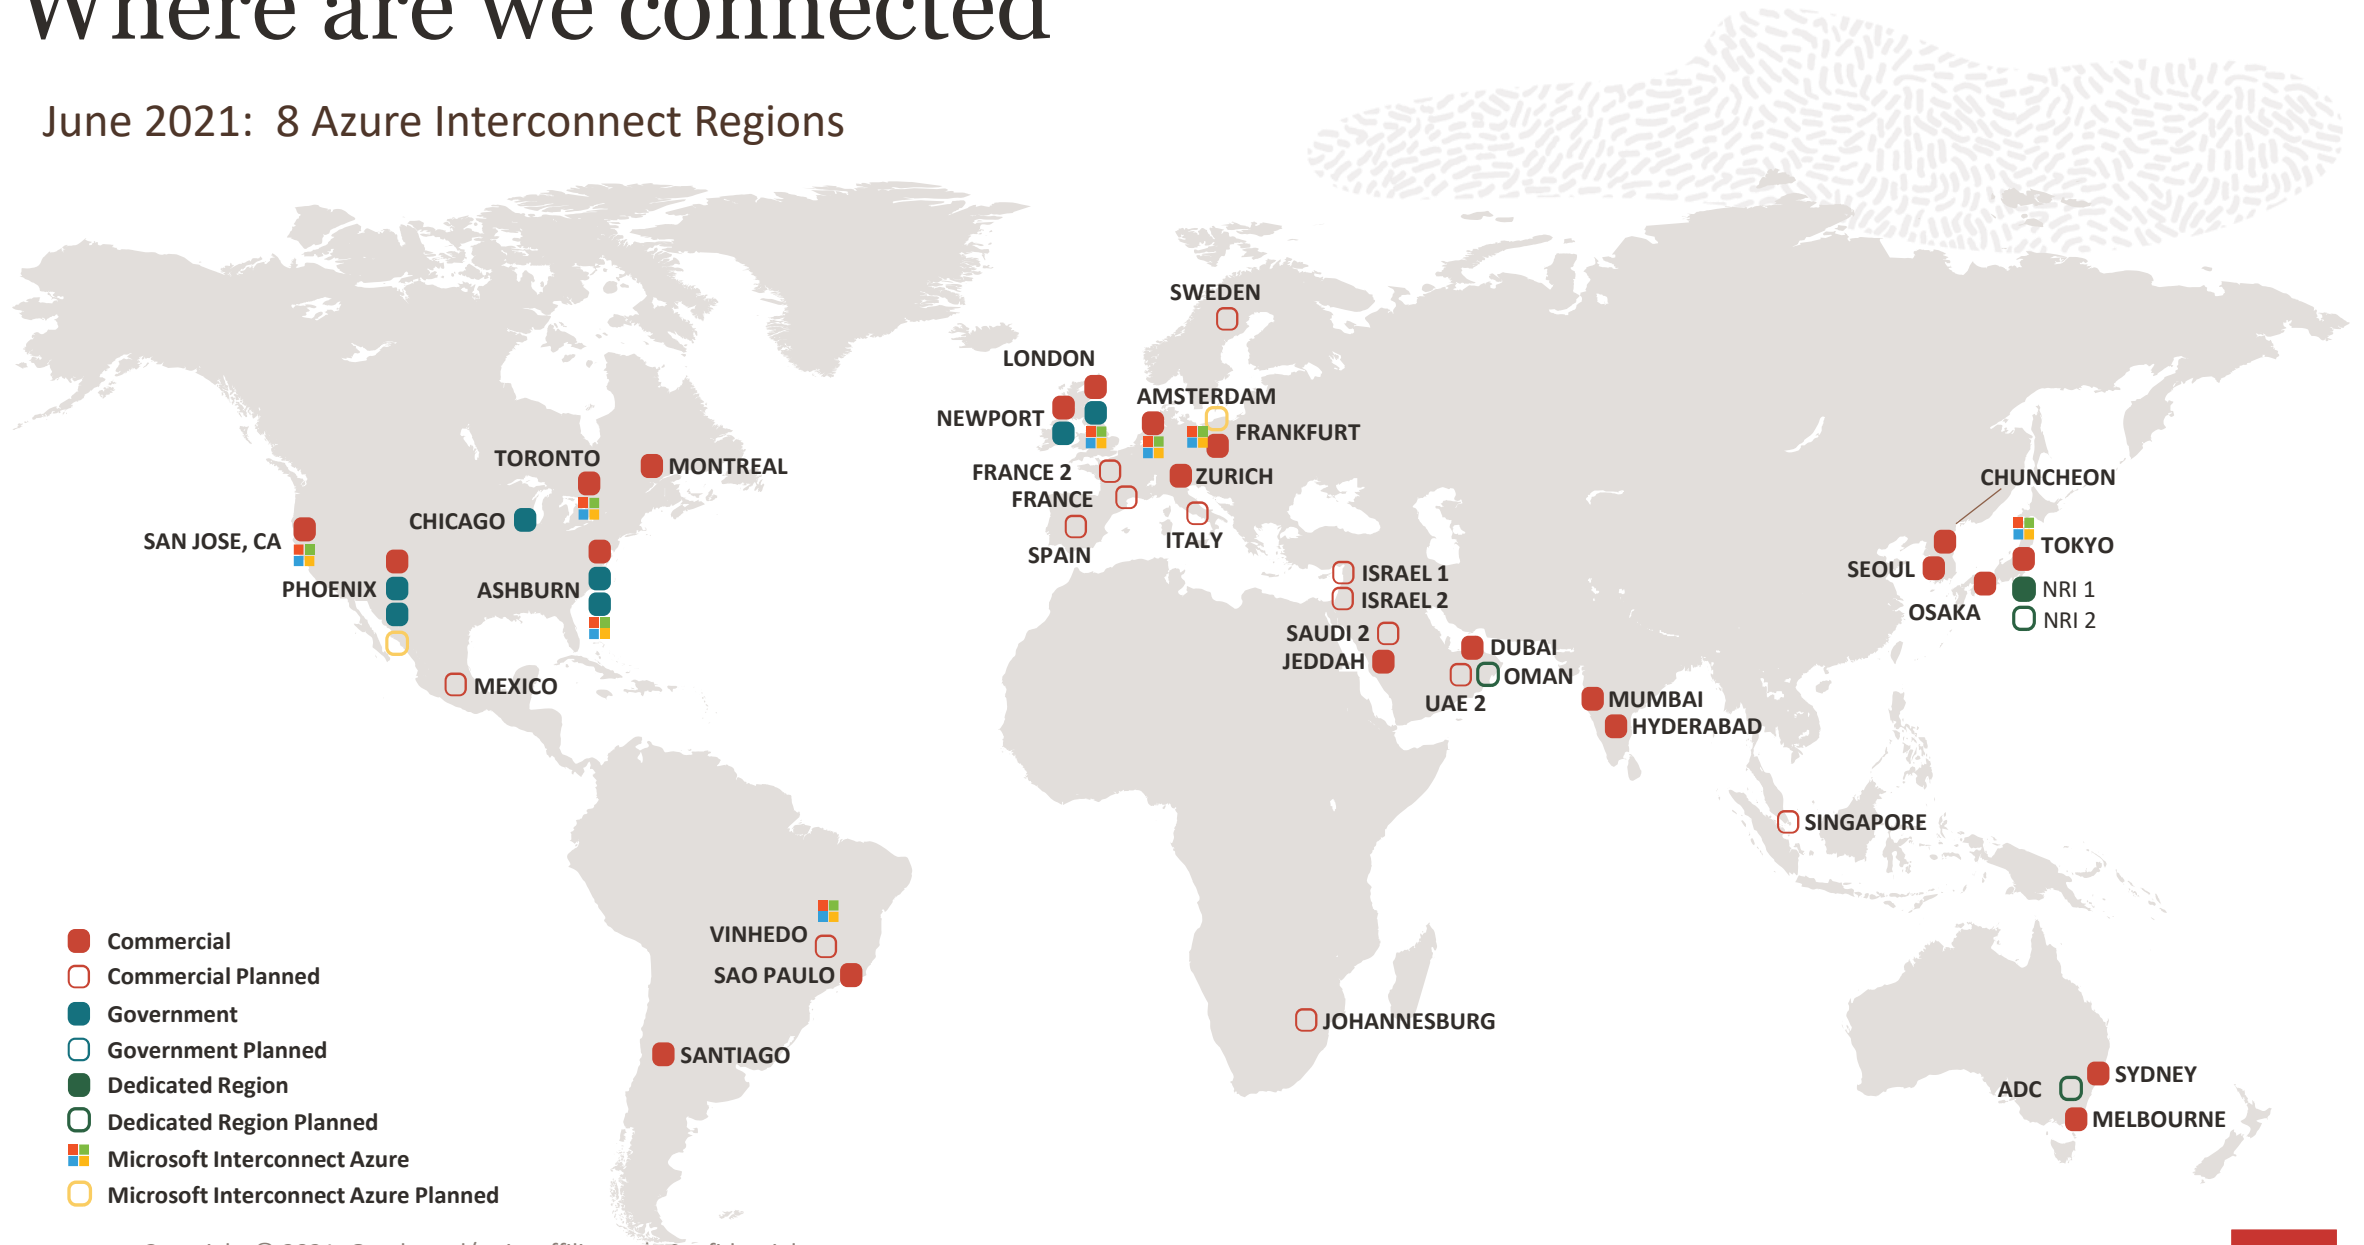 Where are we connected
June 2021: 8 Azure Interconnect Regions
SWEDEN
LONDON
AMSTERDAM
NEWPORT
FRANKFURT
TORONTO
MONTREAL
FRANCE 2
ZURICH
CHUNCHEON
FRANCE
CHICAGO
SAN JOSE, CA
ITALY
TOKYO
SPAIN
SEOUL
ISRAEL 1
PHOENIX
ASHBURN
NRI 1
ISRAEL 2
OSAKA
NRI 2
SAUDI 2
DUBAI
JEDDAH
OMAN
MEXICO
UAE 2
MUMBAI
HYDERABAD
SINGAPORE
VINHEDO
SAO PAULO
JOHANNESBURG
SANTIAGO
SYDNEY
ADC
MELBOURNE
Commercial
Commercial Planned
Government
Government Planned
Dedicated Region
Dedicated Region Planned
Microsoft Interconnect Azure
Microsoft Interconnect Azure Planned